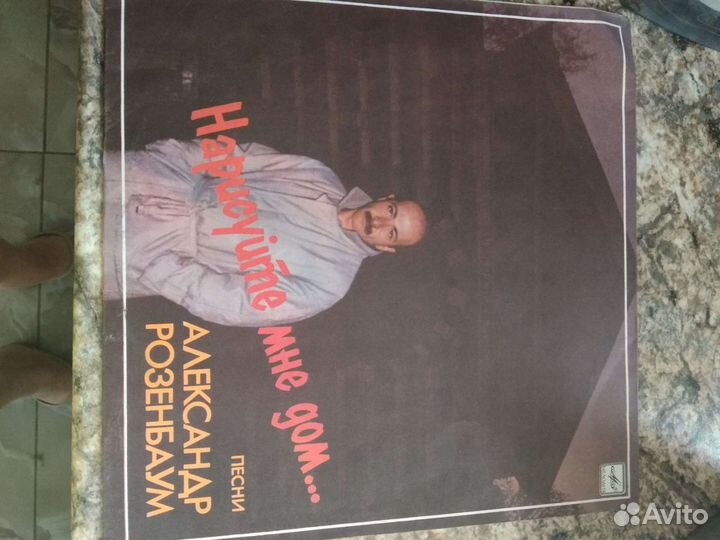 Нарисуйте мне дом...
АЛЕКСАНДР
РОЗЕНБАУМ
ПЕСНИ
Avito